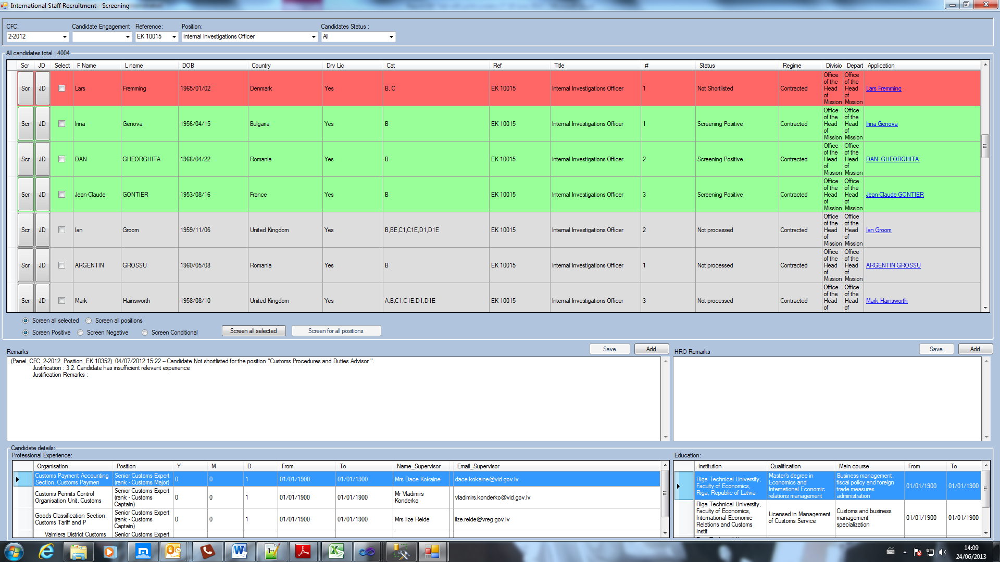 International Staff Recruitment - Screening
CFC: Candidate Engagement Reference: Position: Candidates Status :
2-2012 EK 10015 Internal Investigations Officer All
All candidates total : 4004
Scr JD Select F Name L name DOB Country Drv Lic Cat Ref Title # Status Regime Divisio Depart Application
Scr JD Lars Fremming 1965/01/02 Denmark Yes B, C EK 10015 Internal Investigations Officer 1 Not Shortlisted Contracted Office of the Head of Mission Office of the Head of Mission Lars Fremming
Scr JD Irina Genova 1956/04/15 Bulgaria Yes B EK 10015 Internal Investigations Officer 1 Screening Positive Contracted Office of the Head of Mission Office of the Head of Mission Irina Genova
Scr JD DAN GHEORGHITA 1968/04/22 Romania Yes B EK 10015 Internal Investigations Officer 2 Screening Positive Contracted Office of the Head of Mission Office of the Head of Mission DAN GHEORGHITA
Scr JD Jean-Claude GONTIER 1953/08/16 France Yes B EK 10015 Internal Investigations Officer 3 Screening Positive Contracted Office of the Head of Mission Office of the Head of Mission Jean-Claude GONTIER
Scr JD Ian Groom 1959/11/06 United Kingdom Yes B,BE,C1,C1E,D1,D1E EK 10015 Internal Investigations Officer 2 Not processed Contracted Office of the Head of Mission Office of the Head of Mission Ian Groom
Scr JD ARGENTIN GROSSU 1960/05/08 Romania Yes B EK 10015 Internal Investigations Officer 1 Not processed Contracted Office of the Head of Mission Office of the Head of Mission ARGENTIN GROSSU
Scr JD Mark Hainsworth 1958/08/10 United Kingdom Yes A,B,C1,C1E,D1,D1E EK 10015 Internal Investigations Officer 3 Not processed Contracted Office of the Head of Office of the Head of Mark Hainsworth
Screen all selected Screen all positions
Screen Positive Screen Negative Screen Conditional Screen all selected Screen for all positions
Remarks Save Add HRO Remarks Save Add
(Panel_CFC_2-2012_Position_EK 10352) 04/07/2012 15:22 -- Candidate Not shortlisted for the position "Customs Procedures and Duties Advisor ".
Justification : 3.2. Candidate has insufficient relevant experience
Justification Remarks :
Candidate details:
Professional Experience:
Organisation Position Y M D From To Name_Supervisor Email_Supervisor
Customs Payment Accounting Section, Customs Paymen Senior Customs Expert (rank - Customs Major) 0 0 1 01/01/1900 01/01/1900 Mrs Dace Kokaine dace.kokaine@vid.gov.lv
Customs Permits Control Organisation Unit, Customs Senior Customs Expert (rank - Customs Captain) 0 0 1 01/01/1900 01/01/1900 Mr Vladimirs Konderko vladimirs.konderko@vid.gov.lv
Goods Classification Section, Customs Tariff and P Senior Customs Expert (rank - Customs Captain) 0 0 1 01/01/1900 01/01/1900 Mrs Ilze Reide ilze.reide@vreg.gov.lv
Valmiera District Customs Senior Customs Expert
Education:
Institution Qualification Main course From To
Riga Technical University, Faculty of Economics, Riga, Republic of Latvia Master's degree in Economics and International Economic relations management Business management, fiscal policy and foreign trade measures administration 01/01/1900 01/01/1900
Riga Technical University, Faculty of Economics, International Economic Relations and Customs Instit Licensed in Management of Customs Service Customs and business management specialization 01/01/1900 01/01/1900
14:09
24/06/2013